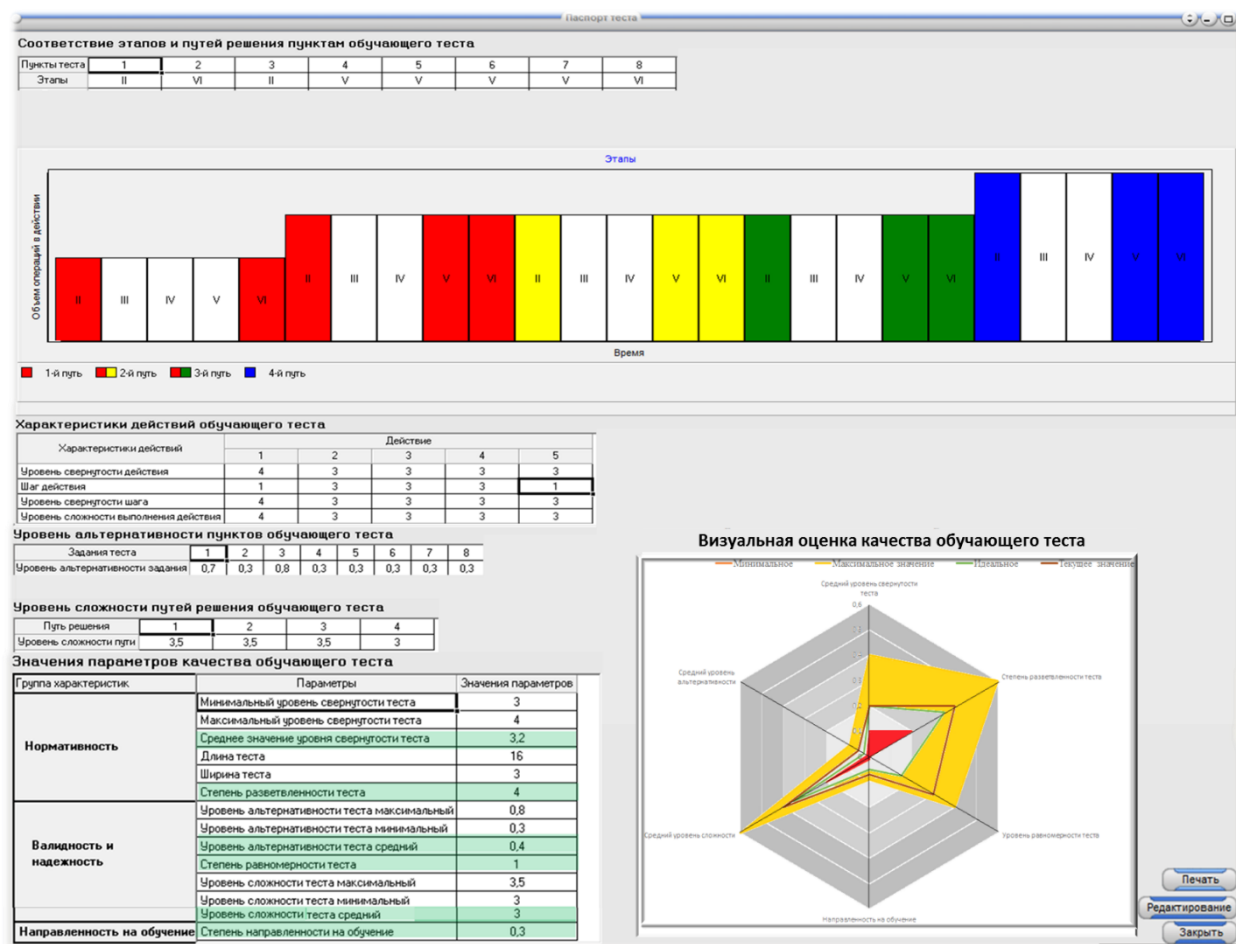 Паспорт теста
Соответствие этапов и путей решения пунктам обучающего теста
Пункты теста 1 2 3 4 5 6 7 8
Этапы II VI II V V V V VI
Этапы
Объем операций в действии
II III IV V VI II III IV V VI II III IV V VI II III IV V VI II III IV V VI
Время
1-й путь 2-й путь 3-й путь 4-й путь
Характеристики действий обучающего теста
Характеристики действий Действие
1 2 3 4 5
Уровень свернутости действия 4 3 3 3 3
Шаг действия 1 3 3 3 1
Уровень свернутости шага 4 3 3 3 3
Уровень сложности выполнения действия 4 3 3 3 3
Уровень альтернативности пунктов обучающего теста
Задания теста 1 2 3 4 5 6 7 8
Уровень альтернативности задания 0,7 0,3 0,8 0,3 0,3 0,3 0,3 0,3
Уровень сложности путей решения обучающего теста
Путь решения 1 2 3 4
Уровень сложности пути 3,5 3,5 3,5 3
Значения параметров качества обучающего теста
Группа характеристик Параметры Значения параметров
Нормативность
Минимальный уровень свернутости теста 3
Максимальный уровень свернутости теста 4
Среднее значение уровня свернутости теста 3,2
Длина теста 16
Ширина теста 3
Степень разветвленности теста 4
Валидность и надежность
Уровень альтернативности теста максимальный 0,8
Уровень альтернативности теста минимальный 0,3
Уровень альтернативности теста средний 0,4
Степень равномерности теста 1
Уровень сложности теста максимальный 3,5
Уровень сложности теста минимальный 3
Уровень сложности теста средний 3
Направленность на обучение Степень направленности на обучение 0,3
Визуальная оценка качества обучающего теста
Минимальное Максимальное значение Идеальное Текущее значение
Средний уровень свернутости
теста
0,6
Средний уровень
альтернативности
Степень разветвленности теста
Средний уровень сложности
Уровень равномерности теста
Направленность на обучение
Печать
Редактирование
Закрыть